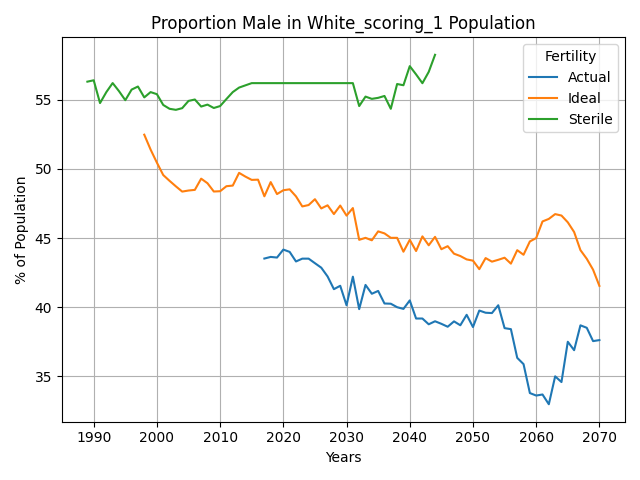 Proportion Male in White_scoring_1 Population
Fertility
Actual
Ideal
Sterile
% of Population
55
50
45
40
35
1990 2000 2010 2020 2030 2040 2050 2060 2070
Years